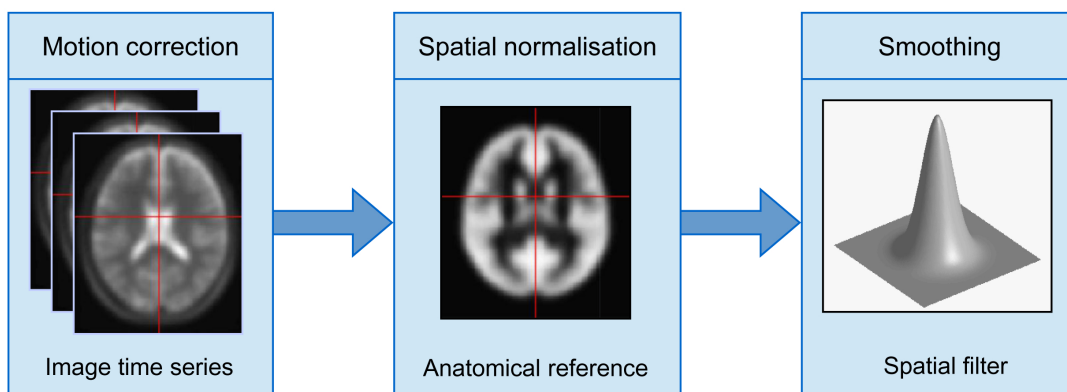 Motion correction
Spatial normalisation
Smoothing
Image time series
Anatomical reference
Spatial filter